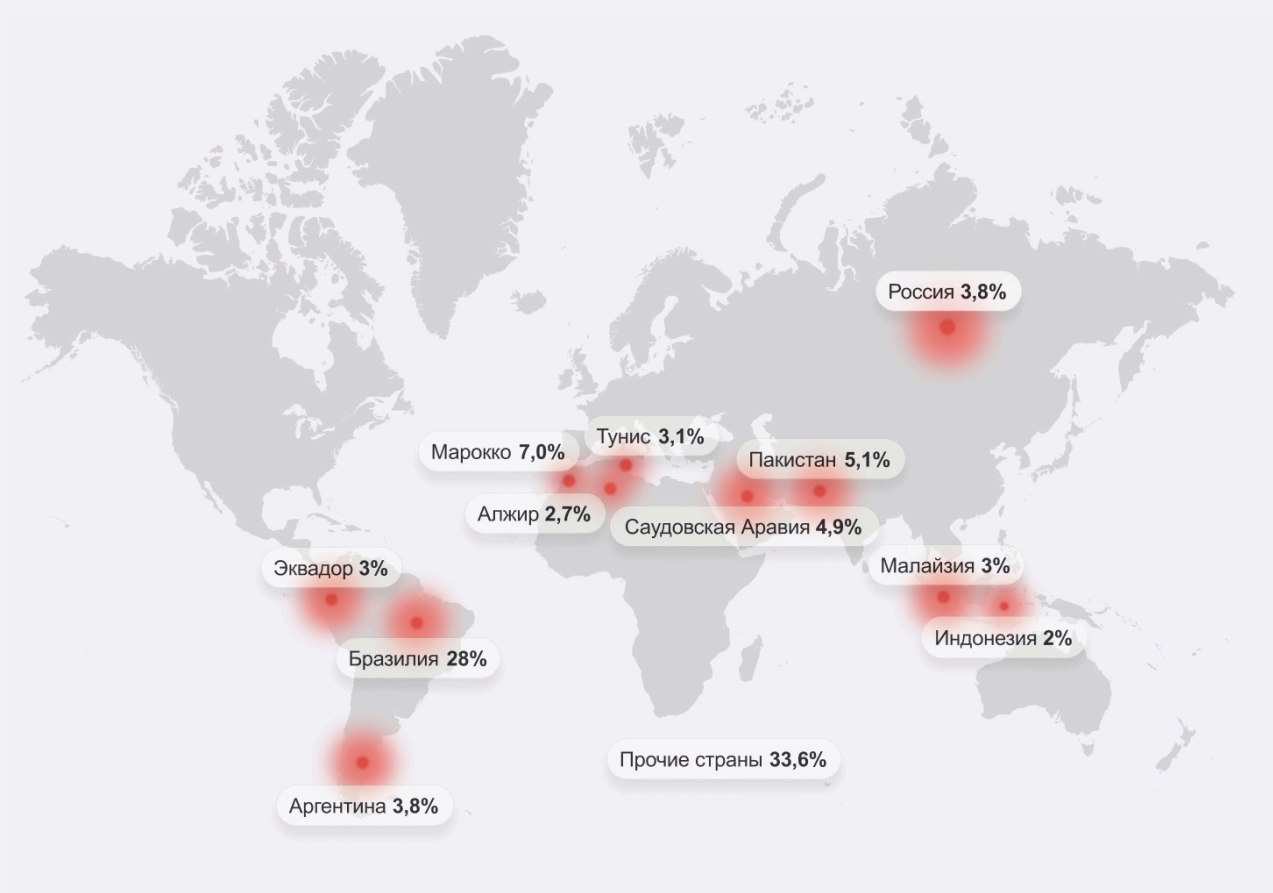 Россия 3,8%
Тунис 3,1%
Марокко 7,0%
Пакистан 5,1%
Алжир 2,7%
Саудовская Аравия 4,9%
Эквадор 3%
Малайзия 3%
Индонезия 2%
Бразилия 28%
Прочие страны 33,6%
Аргентина 3,8%